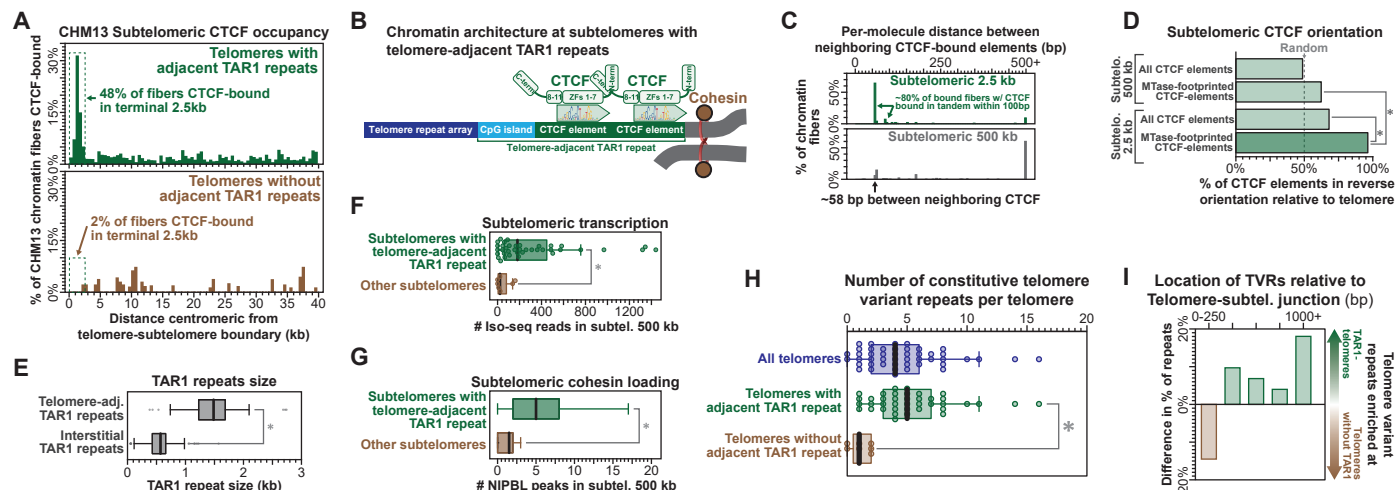 A
CHM13 Subtelomeric CTCF occupancy
Telomeres with
adjacent TAR1 repeats
48% of fibers CTCF-bound
in terminal 2.5kb
30%
15%
0%
Telomeres without
adjacent TAR1 repeats
2% of fibers CTCF-bound
in terminal 2.5kb
30%
15%
0%
% of CHM13 chromatin fibers CTCF-bound
0 5 10 15 20 25 30 35 40
Distance centromeric from
telomere-subtelomere boundary (kb)
B
Chromatin architecture at subtelomeres with
telomere-adjacent TAR1 repeats
C-term
CTCF
8-11
ZFs 1-7
N-term
C-term
CTCF
8-11
ZFs 1-7
N-term
Cohesin
Telomere repeat array
CpG island
CTCF element
CTCF element
Telomere-adjacent TAR1 repeat
C
Per-molecule distance between
neighboring CTCF-bound elements (bp)
0 250 500+
Subtelomeric 2.5 kb
~80% of bound fibers w/ CTCF
bound in tandem within 100bp
50%
0%
Subtelomeric 500 kb
50%
0%
% of chromatin
fibers
~58 bp between neighboring CTCF
D
Subtelomeric CTCF orientation
Random
Subtelo.
500 kb
All CTCF elements
MTase-footprinted
CTCF-elements
Subtelo.
2.5 kb
All CTCF elements
MTase-footprinted
CTCF-elements
*
*
0% 50% 100%
% of CTCF elements in reverse
orientation relative to telomere
E
TAR1 repeats size
Telomere-adj.
TAR1 repeats
Interstitial
TAR1 repeats
*
0 1 2 3
TAR1 repeat size (kb)
F
Subtelomeric transcription
Subtelomeres with
telomere-adjacent
TAR1 repeat
Other subtelomeres
*
0 400 800 1200
# Iso-seq reads in subtel. 500 kb
G
Subtelomeric cohesin loading
Subtelomeres with
telomere-adjacent
TAR1 repeat
Other subtelomeres
*
0 5 10 15 20
# NIPBL peaks in subtel. 500 kb
H
Number of constitutive telomere
variant repeats per telomere
0 5 10 15 20
All telomeres
Telomeres with
adjacent TAR1 repeat
Telomeres without
adjacent TAR1 repeat
*
I
Location of TVRs relative to
Telomere-subtel. junction (bp)
0-250 1000+
20%
0%
20%
Difference in % of repeats
TAR1-
telomeres
Telomeres
without TAR1
Telomere variant
repeats enriched at